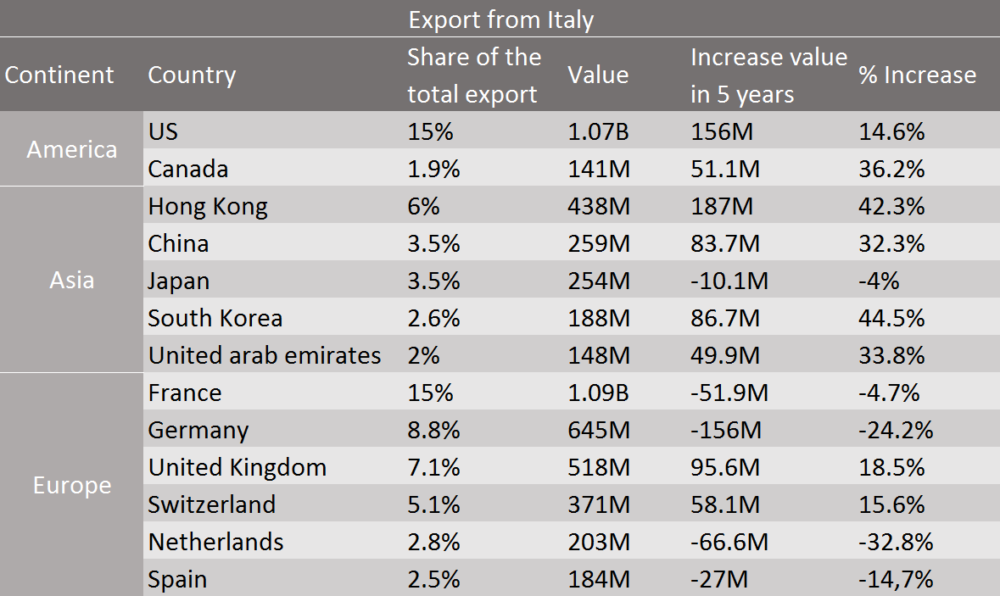 Export from Italy
Continent Country Share of the total export Value Increase value in 5 years % Increase
America
US 15% 1.07B 156M 14.6%
Canada 1.9% 141M 51.1M 36.2%
Asia
Hong Kong 6% 438M 187M 42.3%
China 3.5% 259M 83.7M 32.3%
Japan 3.5% 254M -10.1M -4%
South Korea 2.6% 188M 86.7M 44.5%
United arab emirates 2% 148M 49.9M 33.8%
Europe
France 15% 1.09B -51.9M -4.7%
Germany 8.8% 645M -156M -24.2%
United Kingdom 7.1% 518M 95.6M 18.5%
Switzerland 5.1% 371M 58.1M 15.6%
Netherlands 2.8% 203M -66.6M -32.8%
Spain 2.5% 184M -27M -14,7%